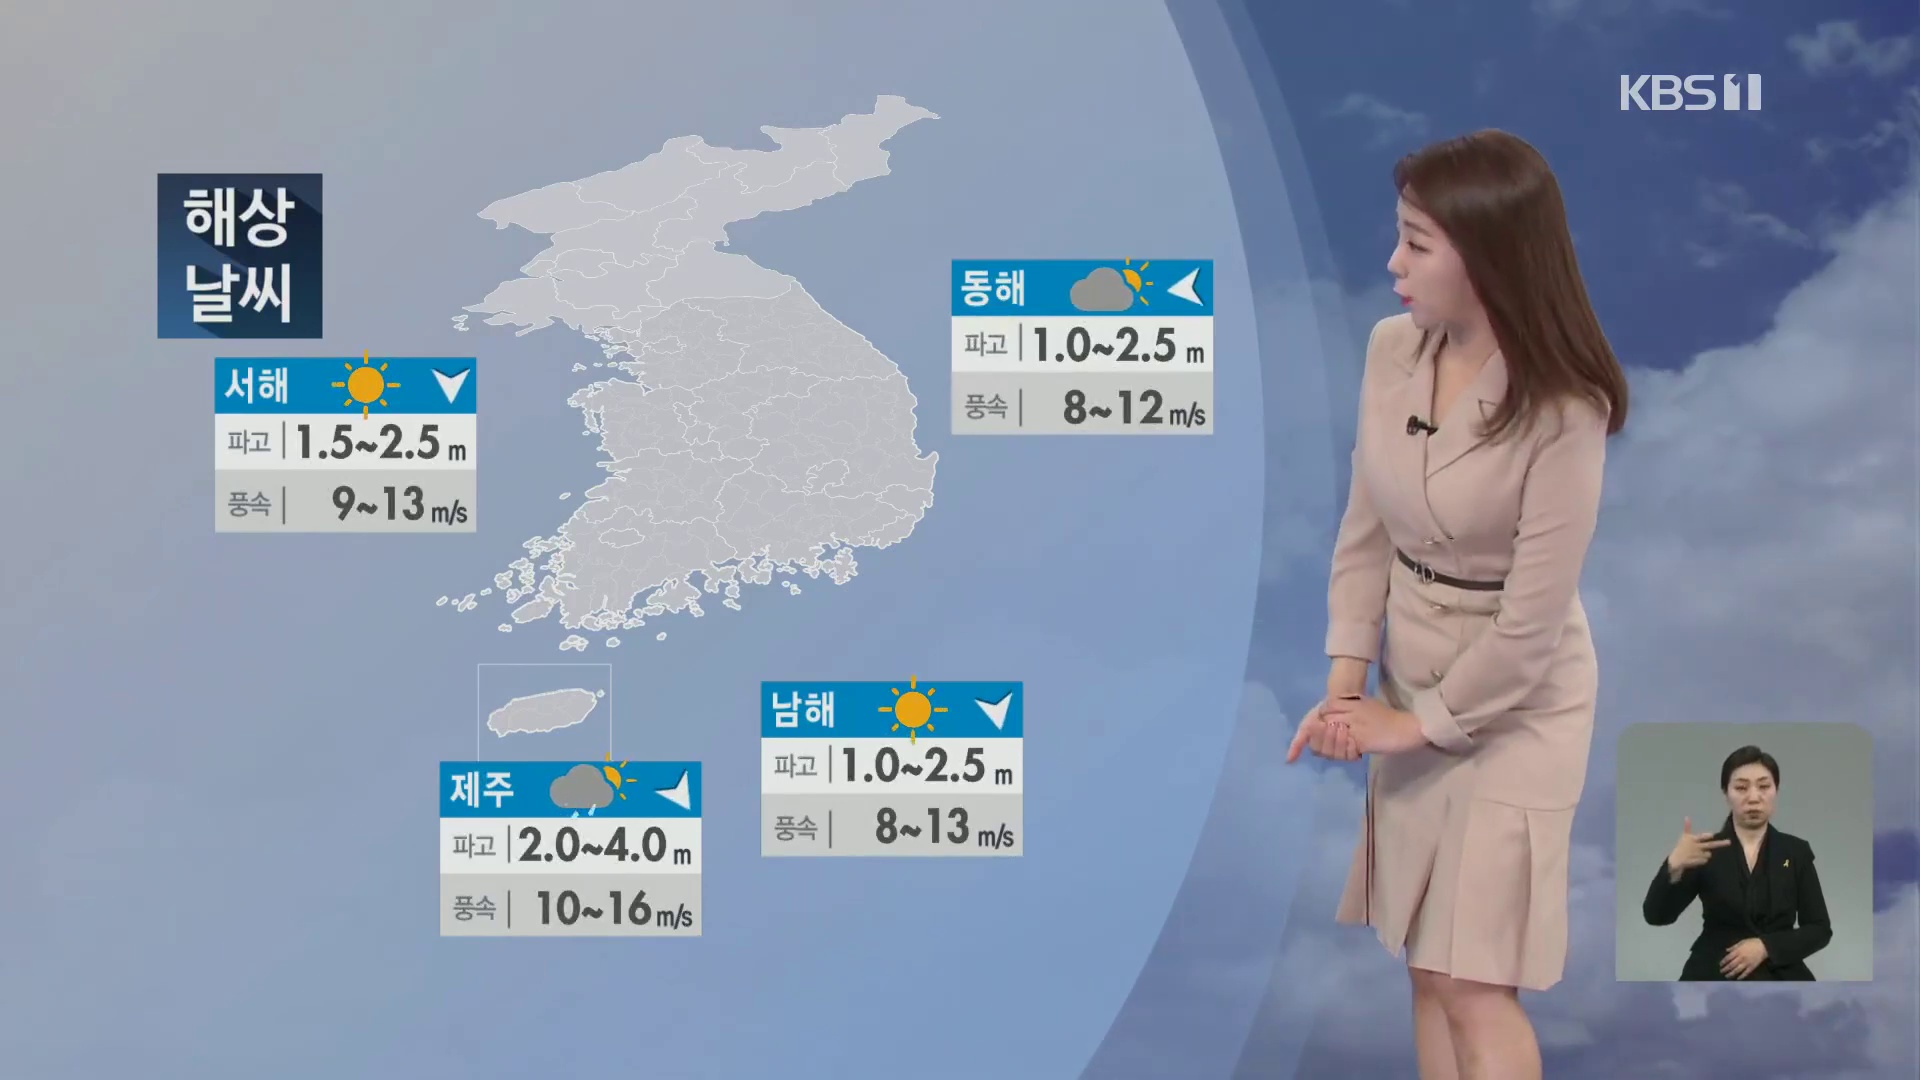 KBS 1
해상
날씨
동해
파고 1.0~2.5 m
풍속 8~12 m/s
서해
파고 1.5~2.5 m
풍속 9~13 m/s
남해
파고 1.0~2.5 m
풍속 8~13 m/s
제주
파고 2.0~4.0 m
풍속 10~16 m/s